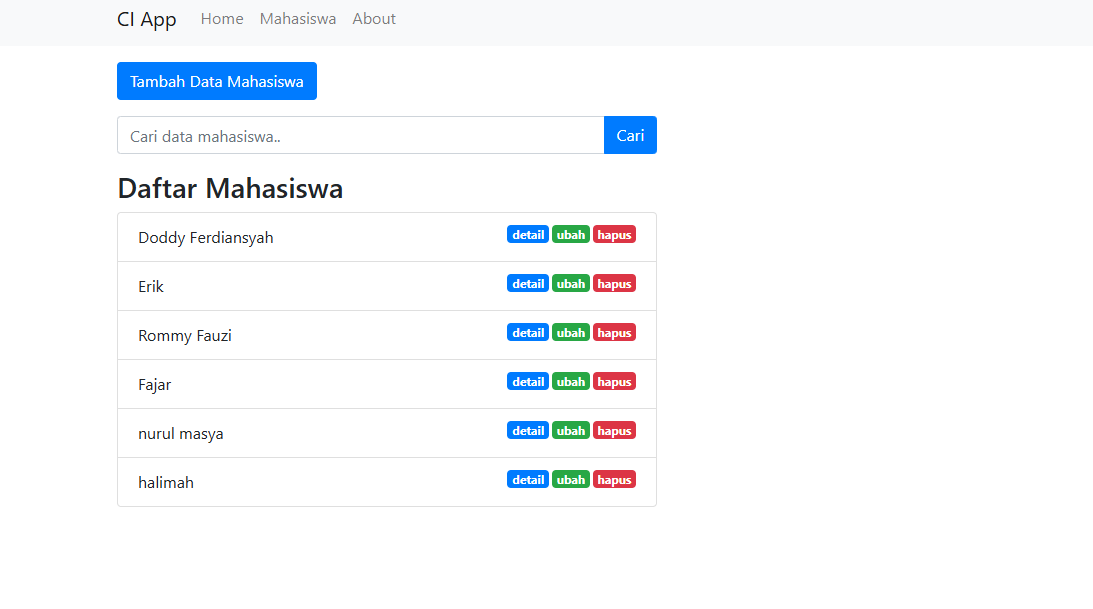 CI App Home Mahasiswa About
Tambah Data Mahasiswa
Cari data mahasiswa.. Cari
Daftar Mahasiswa
Doddy Ferdiansyah detail ubah hapus
Erik detail ubah hapus
Rommy Fauzi detail ubah hapus
Fajar detail ubah hapus
nurul masya detail ubah hapus
halimah detail ubah hapus